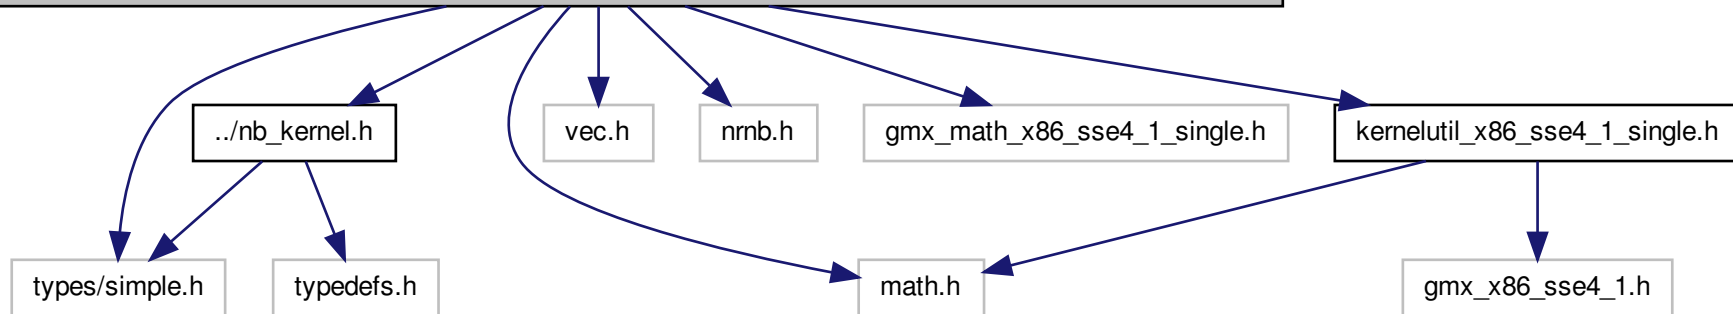 ../nb_kernel.h
vec.h
nrnb.h
gmx_math_x86_sse4_1_single.h
kernelutil_x86_sse4_1_single.h
types/simple.h
typedefs.h
math.h
gmx_x86_sse4_1.h